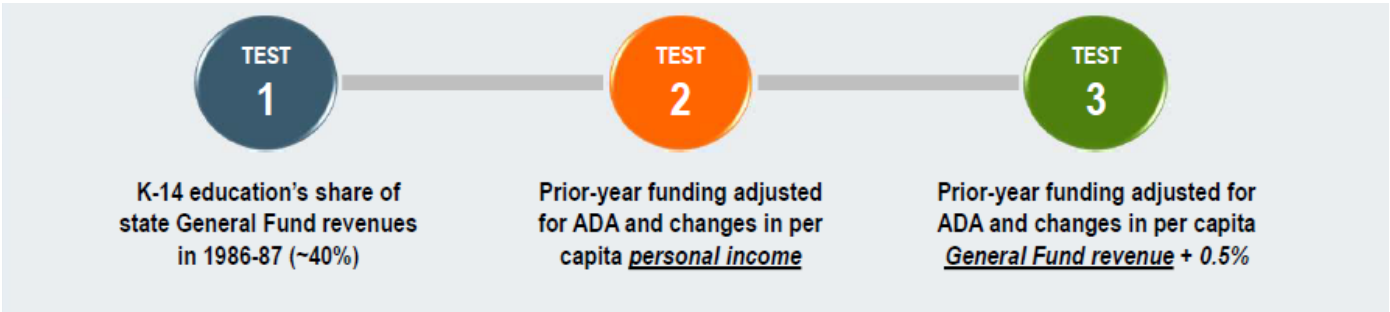 TEST
1
K-14 education's share of
state General Fund revenues
in 1986-87 (~40%)
TEST
2
Prior-year funding adjusted
for ADA and changes in per
capita personal income
TEST
3
Prior-year funding adjusted for
ADA and changes in per capita
General Fund revenue + 0.5%